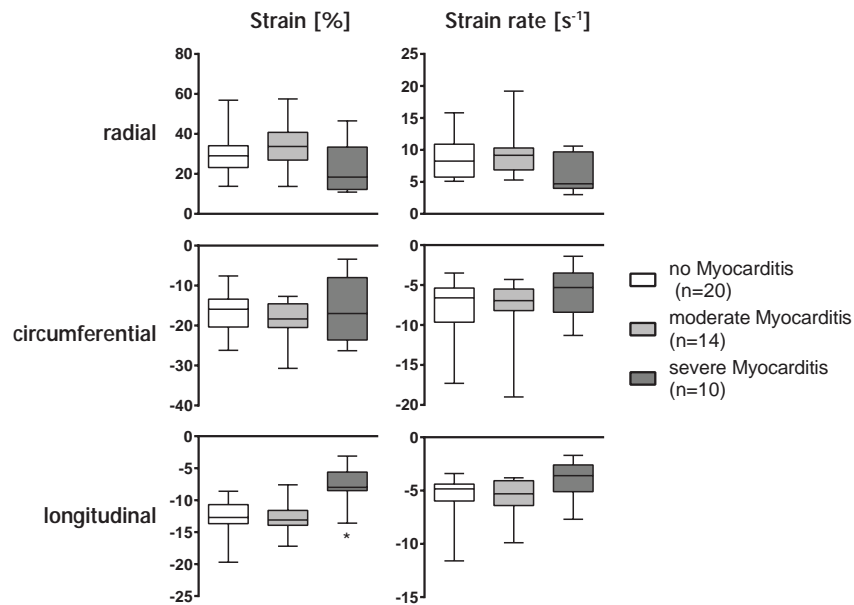 Strain [%]
Strain rate [s⁻¹]
radial
80
60
40
20
0
25
20
15
10
5
0
circumferential
0
-10
-20
-30
-40
0
-5
-10
-15
-20
no Myocarditis
(n=20)
moderate Myocarditis
(n=14)
severe Myocarditis
(n=10)
longitudinal
0
-5
-10
-15
-20
-25
*
0
-5
-10
-15